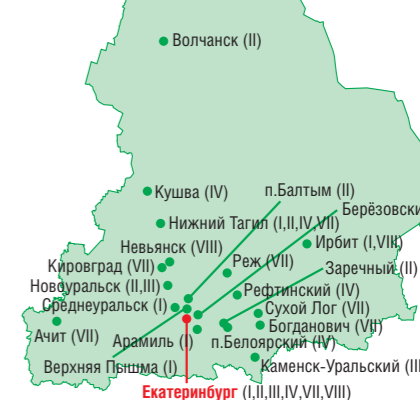 Волчанск (II)
Кушва (IV)
п.Балтым (II)
Берёзовски
Нижний Тагил (I,II,IV,VII)
Невьянск (VIII)
Ирбит (I,VIII)
Кировград (VII)
Реж (VII)
Заречный (II)
Новоуральск (II,III)
Рефтинский (IV)
Среднеуральск (I)
Сухой Лог (VII)
Богданович (VII)
Ачит (VII)
Арамиль (I)
п.Белоярский (IV)
Верхняя Пышма (I)
Каменск-Уральский (III
Екатеринбург (I,II,III,IV,VII,VIII)